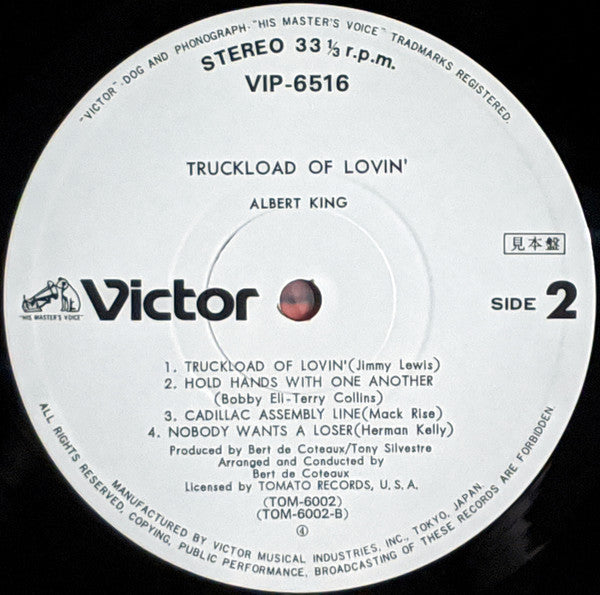 "VICTOR"-DOG AND PHONOGRAPH-"HIS MASTER'S VOICE" TRADMARKS REGISTERED.
STEREO 33 1/3 r.p.m.
VIP-6516
TRUCKLOAD OF LOVIN'
ALBERT KING
見本盤
"HIS MASTER'S VOICE"
Victor
SIDE 2
1. TRUCKLOAD OF LOVIN'(Jimmy Lewis)
2. HOLD HANDS WITH ONE ANOTHER
(Bobby Eli-Terry Collins)
3. CADILLAC ASSEMBLY LINE(Mack Rise)
4. NOBODY WANTS A LOSER(Herman Kelly)
Produced by Bert de Coteaux/Tony Silvestre
Arranged and Conducted by
Bert de Coteaux
Licensed by TOMATO RECORDS, U.S.A.
(TOM-6002)
(TOM-6002-B)
④
MANUFACTURED BY VICTOR MUSICAL INDUSTRIES, INC., TOKYO, JAPAN.
ALL RIGHTS RESERVED, COPYING, PUBLIC PERFORMANCE, BROADCASTING OF THESE RECORDS ARE FORBIDDEN.